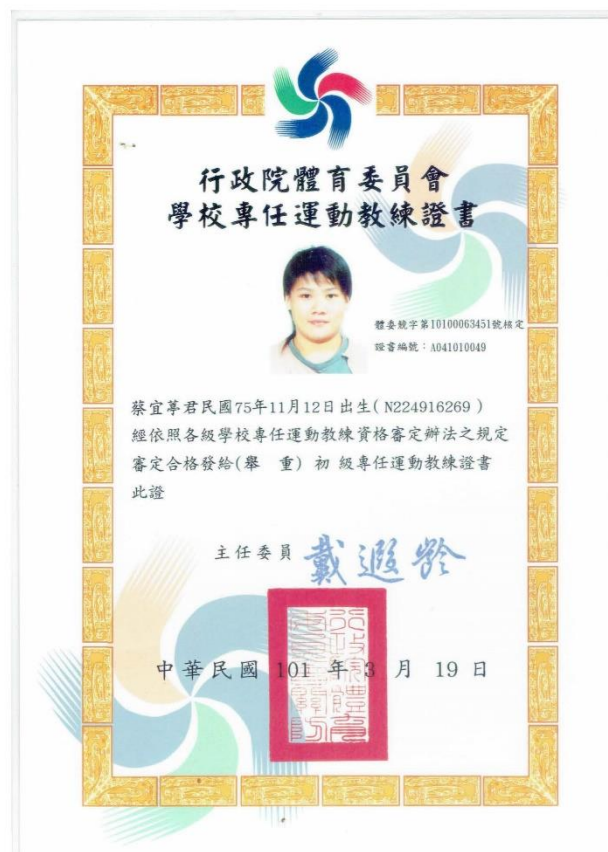 行政院體育委員會
學校專任運動教練證書
體委競字第10100063451號核定
證書編號：A041010049
蔡宜葶君民國75年11月12日出生(N224916269)
經依照各級學校專任運動教練資格審定辦法之規定
審定合格發給(舉 重) 初 級專任運動教練證書
此證
主任委員 戴遐齡
中華民國 101 年 3 月 19 日